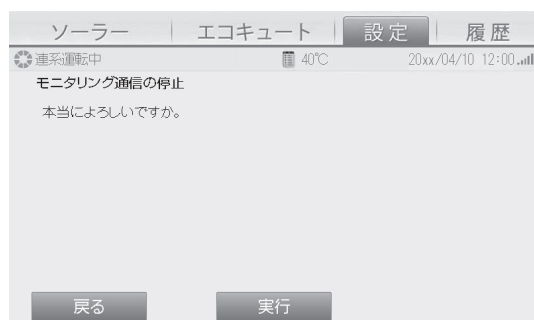 ソーラー エコキュート 設定 履歴
連系運転中 40℃ 20xx/04/10 12:00
モニタリング通信の停止
本当によろしいですか。
戻る 実行